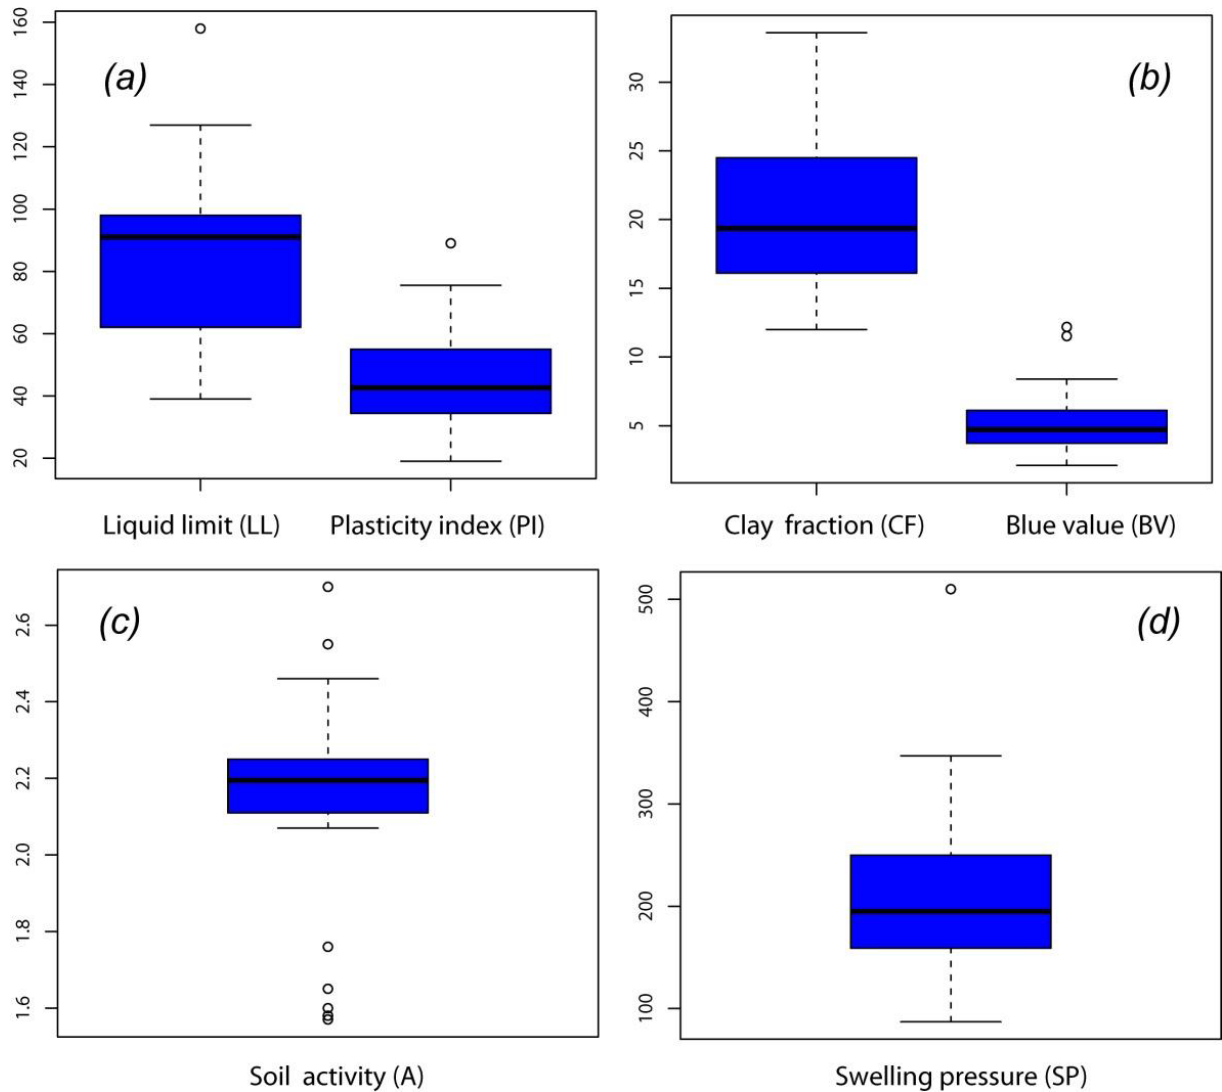 (a)
160
140
120
100
80
60
40
20
Liquid limit (LL)
Plasticity index (PI)
(b)
30
25
20
15
10
5
Clay fraction (CF)
Blue value (BV)
(c)
2.6
2.4
2.2
2.0
1.8
1.6
Soil activity (A)
(d)
500
400
300
200
100
Swelling pressure (SP)